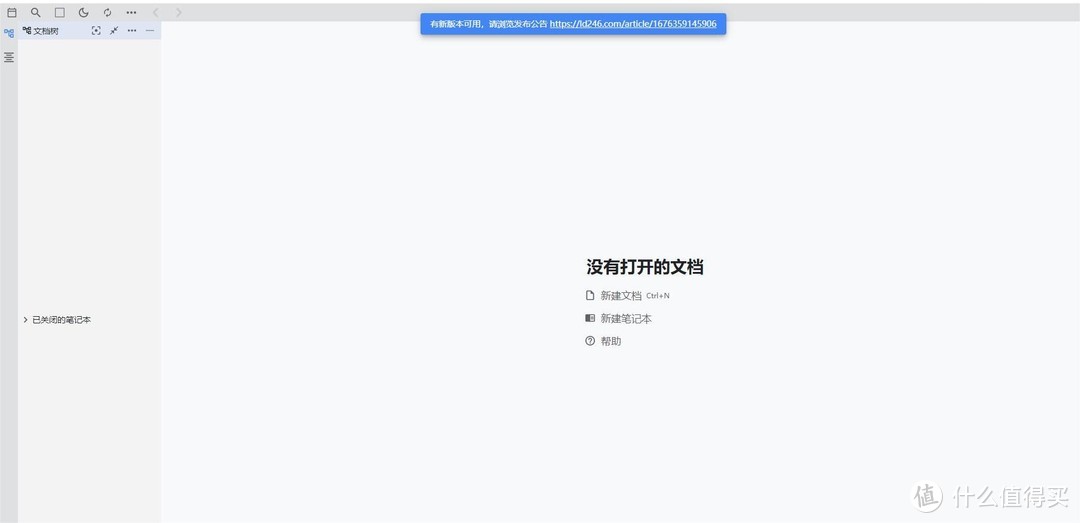 有新版本可用，请浏览发布公告 https://ld246.com/article/1676359145906
文档树
没有打开的文档
新建文档 Ctrl+N
新建笔记本
帮助
已关闭的笔记本
值 什么值得买